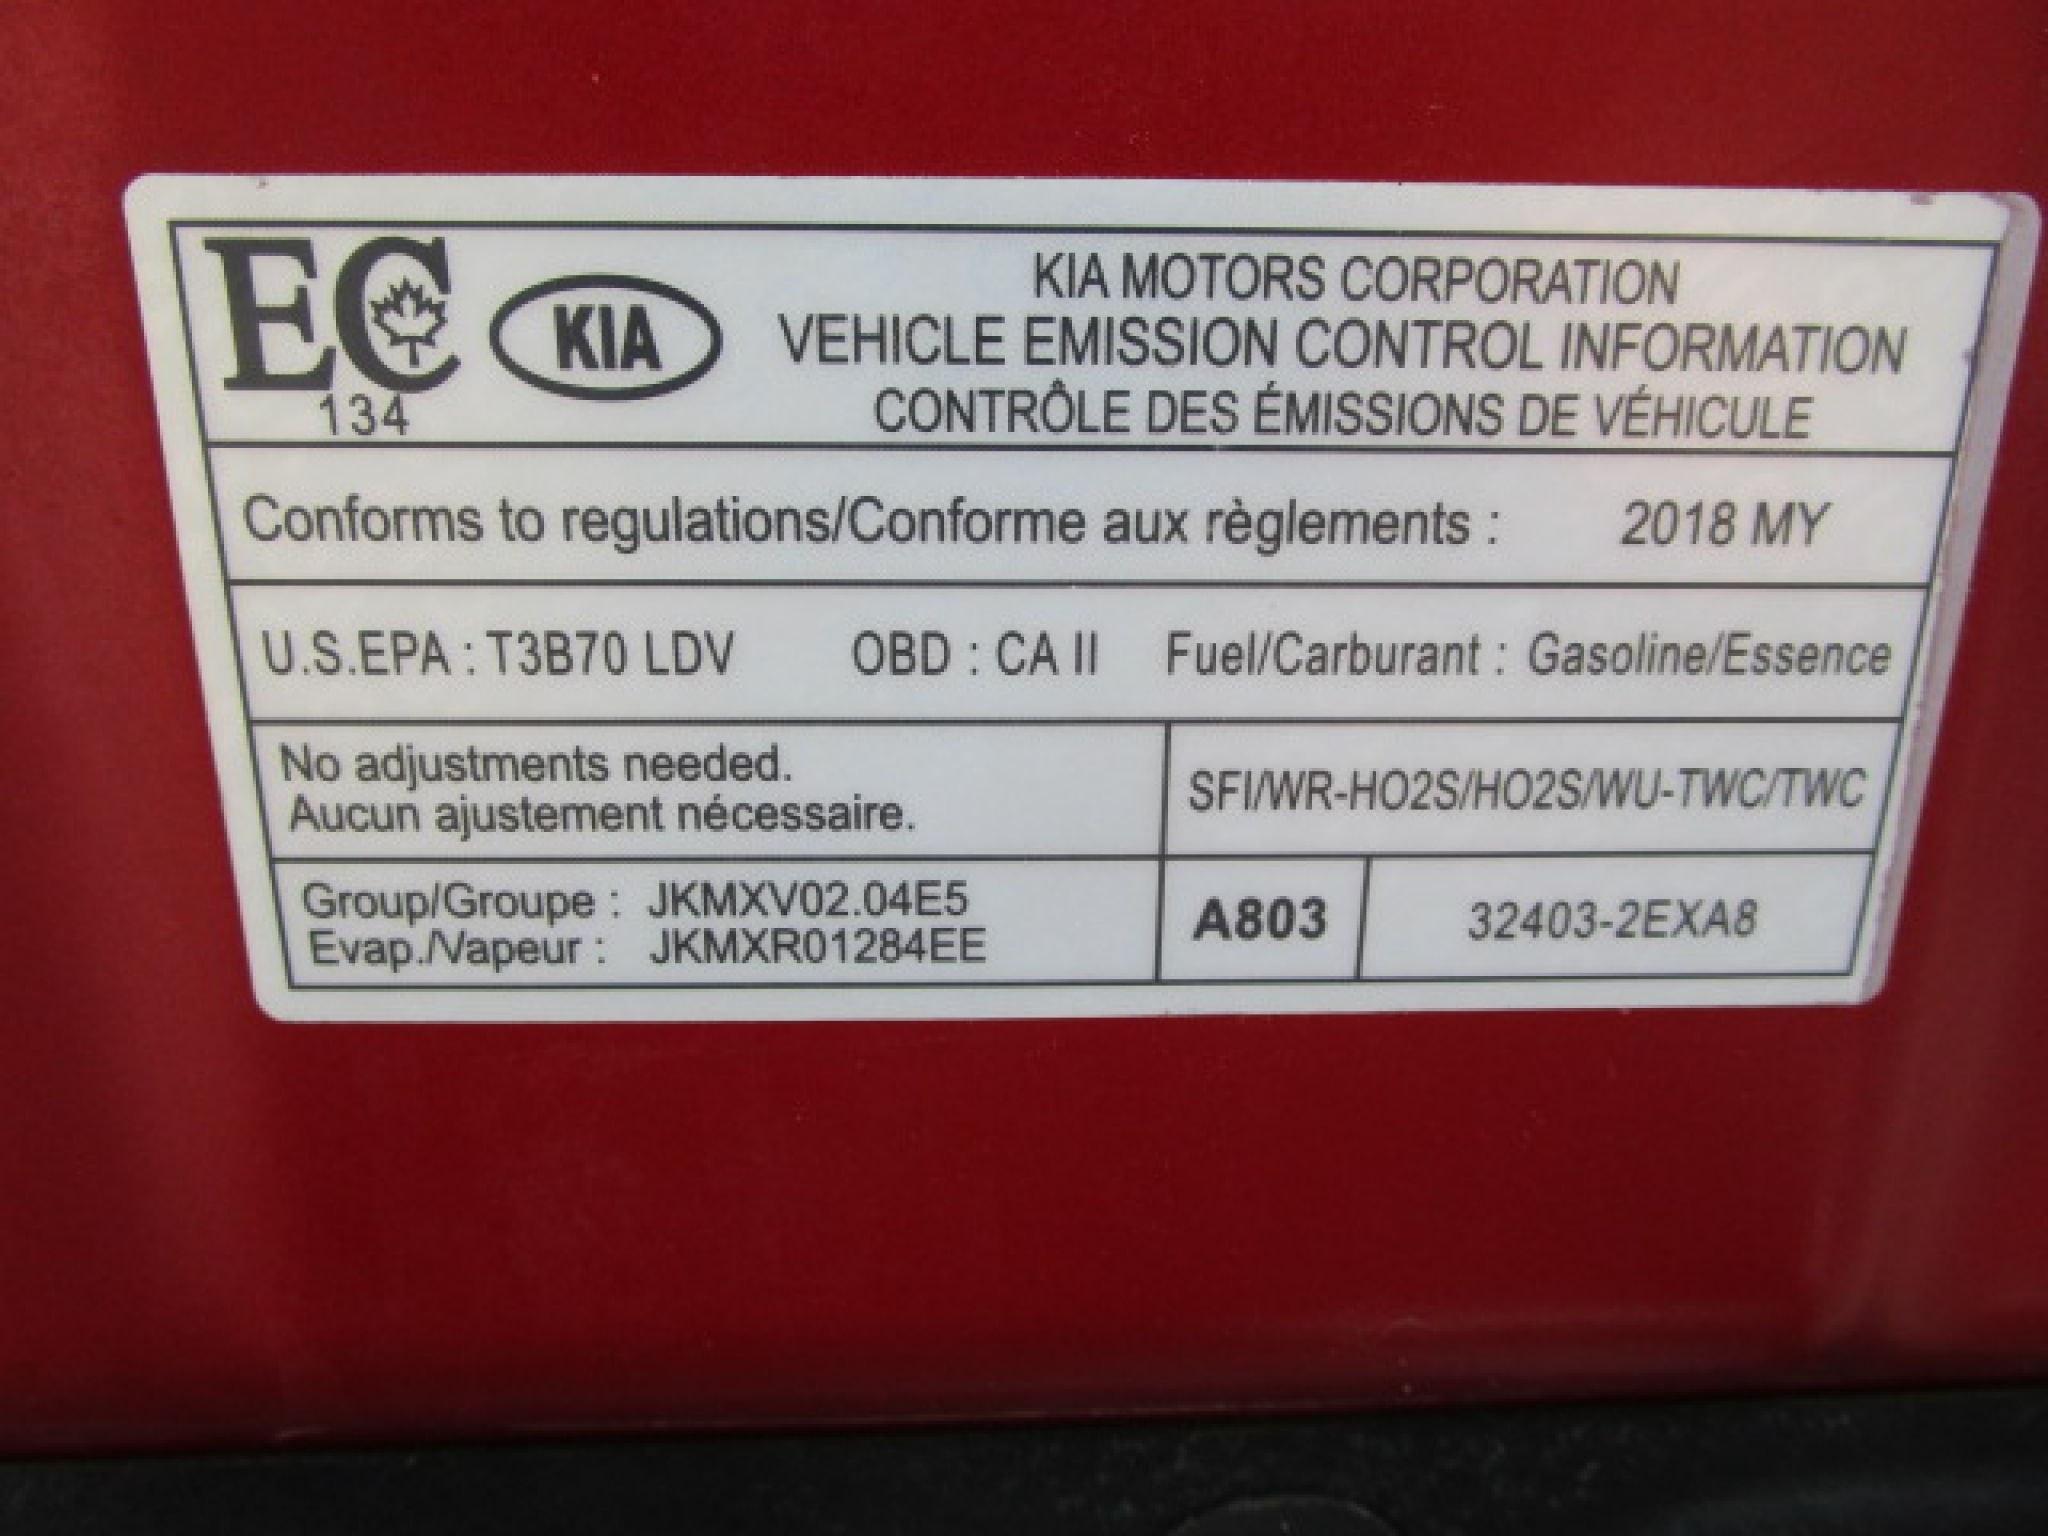 EC
134
KIA
KIA MOTORS CORPORATION
VEHICLE EMISSION CONTROL INFORMATION
CONTRÔLE DES ÉMISSIONS DE VÉHICULE
Conforms to regulations/Conforme aux règlements : 2018 MY
U.S.EPA : T3B70 LDV OBD : CA II Fuel/Carburant : Gasoline/Essence
No adjustments needed.
Aucun ajustement nécessaire.
SFI/WR-HO2S/HO2S/WU-TWC/TWC
Group/Groupe : JKMXV02.04E5
Evap./Vapeur : JKMXR01284EE
A803
32403-2EXA8